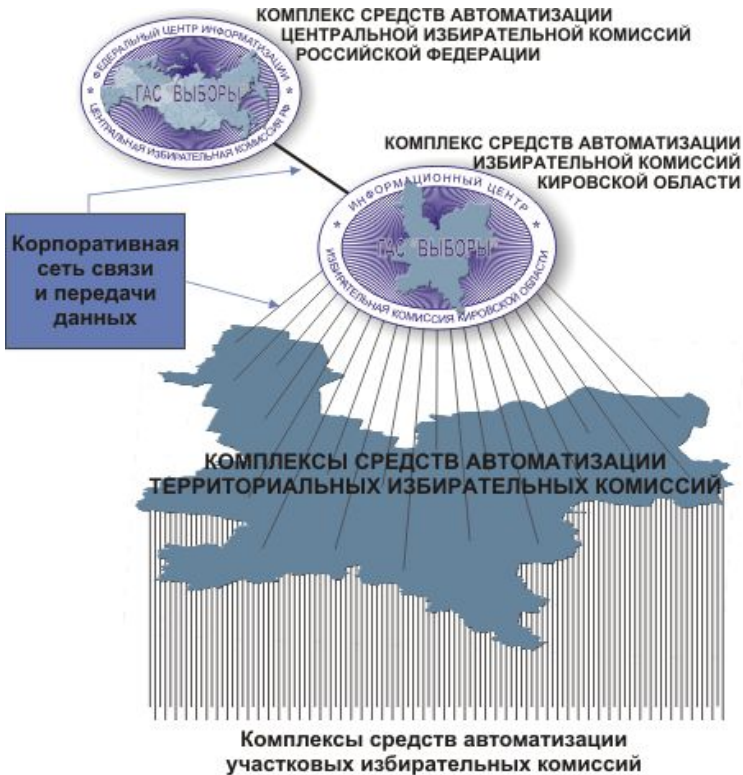 КОМПЛЕКС СРЕДСТВ АВТОМАТИЗАЦИИ
ЦЕНТРАЛЬНОЙ ИЗБИРАТЕЛЬНОЙ КОМИССИЙ
РОССИЙСКОЙ ФЕДЕРАЦИИ
ФЕДЕРАЛЬНЫЙ ЦЕНТР ИНФОРМАТИЗАЦИИ
ГАС ВЫБОРЫ
ЦЕНТРАЛЬНАЯ ИЗБИРАТЕЛЬНАЯ КОМИССИЯ РФ
КОМПЛЕКС СРЕДСТВ АВТОМАТИЗАЦИИ
ИЗБИРАТЕЛЬНОЙ КОМИССИЙ
КИРОВСКОЙ ОБЛАСТИ
ИНФОРМАЦИОННЫЙ ЦЕНТР
ГАС ВЫБОРЫ
ИЗБИРАТЕЛЬНАЯ КОМИССИЯ КИРОВСКОЙ ОБЛАСТИ
Корпоративная
сеть связи
и передачи
данных
КОМПЛЕКСЫ СРЕДСТВ АВТОМАТИЗАЦИИ
ТЕРРИТОРИАЛЬНЫХ ИЗБИРАТЕЛЬНЫХ КОМИССИЙ
Комплексы средств автоматизации
участковых избирательных комиссий